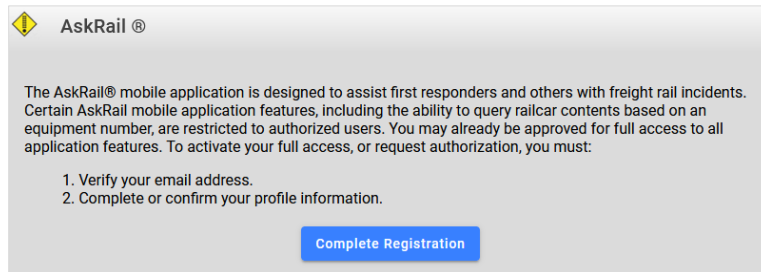 AskRail ®
The AskRail® mobile application is designed to assist first responders and others with freight rail incidents.
Certain AskRail mobile application features, including the ability to query railcar contents based on an
equipment number, are restricted to authorized users. You may already be approved for full access to all
application features. To activate your full access, or request authorization, you must:
1. Verify your email address.
2. Complete or confirm your profile information.
Complete Registration